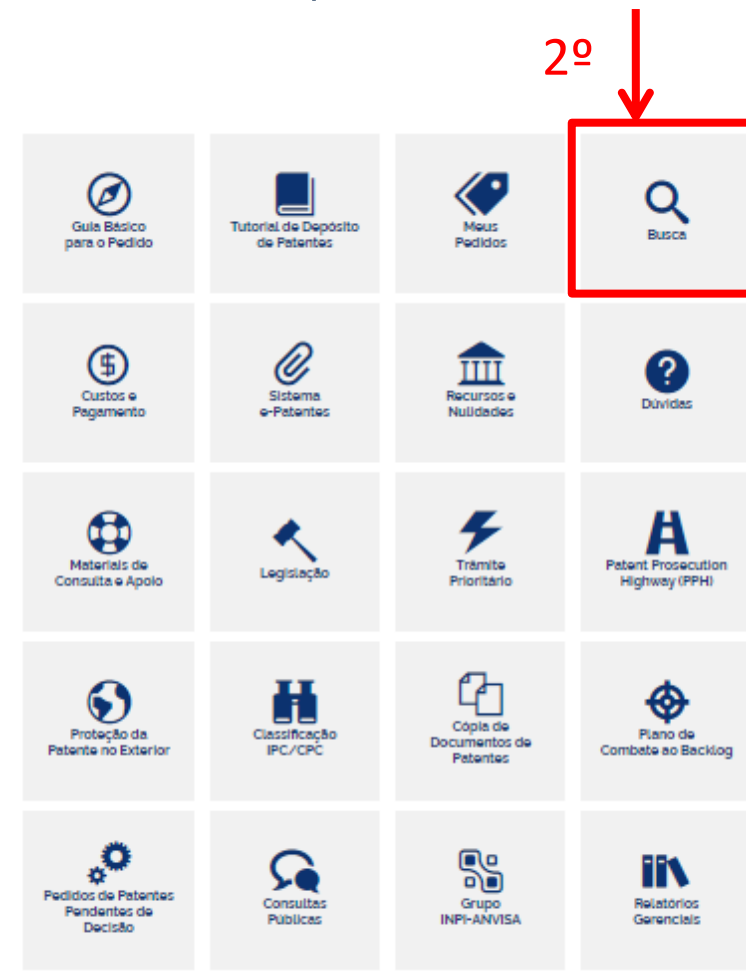 2º
Guia Básico
para o Pedido
Tutorial de Depósito
de Patentes
Meus
Pedidos
Busca
Custos e
Pagamento
Sistema
e-Patentes
Recursos e
Nulidades
Dúvidas
Materiais de
Consulta e Apoio
Legislação
Trâmite
Prioritário
Patent Prosecution
Highway (PPH)
Proteção da
Patente no Exterior
Classificação
IPC/CPC
Cópia de
Documentos de
Patentes
Plano de
Combate ao Backlog
Pedidos de Patentes
Pendentes de
Decisão
Consultas
Públicas
Grupo
INPI-ANVISA
Relatórios
Gerenciais